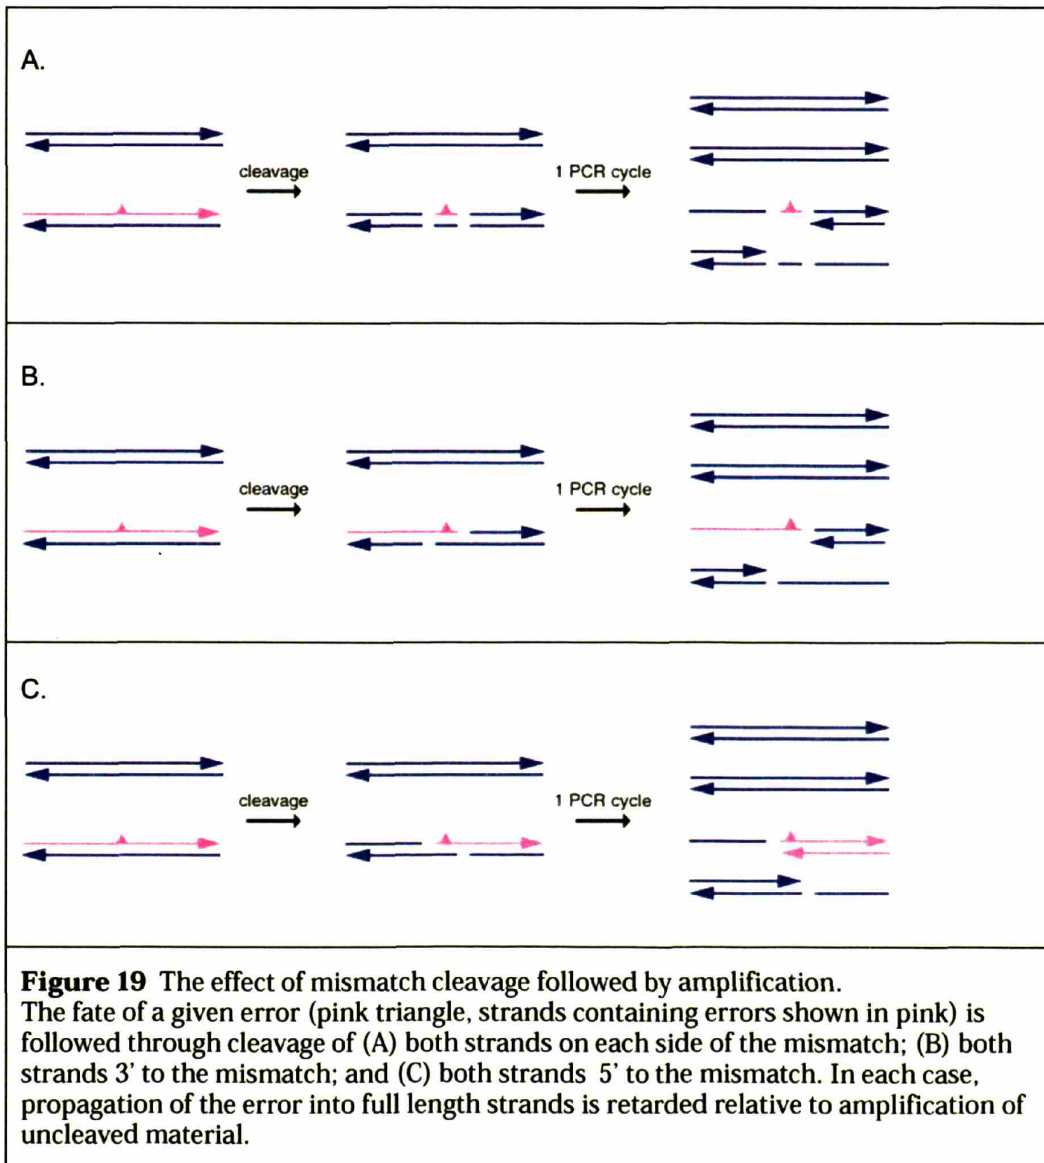 A.
cleavage
1 PCR cycle
B.
cleavage
1 PCR cycle
C.
cleavage
1 PCR cycle
Figure 19 The effect of mismatch cleavage followed by amplification.
The fate of a given error (pink triangle, strands containing errors shown in pink) is
followed through cleavage of (A) both strands on each side of the mismatch; (B) both
strands 3' to the mismatch; and (C) both strands 5' to the mismatch. In each case,
propagation of the error into full length strands is retarded relative to amplification of
uncleaved material.